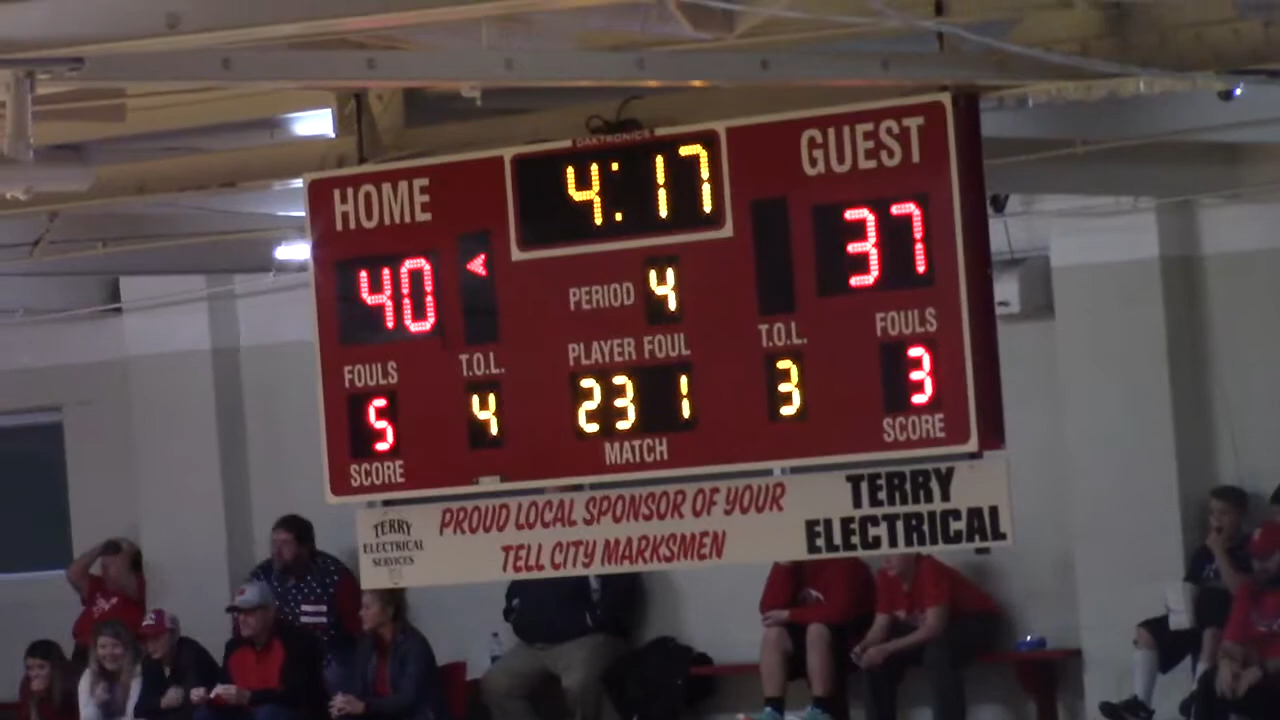 DAKTRONICS
HOME
4:17
GUEST
40
37
PERIOD 4
FOULS
T.O.L.
PLAYER FOUL
T.O.L.
FOULS
5
4
23 1
3
3
SCORE
MATCH
SCORE
TERRY
ELECTRICAL
SERVICES
PROUD LOCAL SPONSOR OF YOUR
TELL CITY MARKSMEN
TERRY
ELECTRICAL